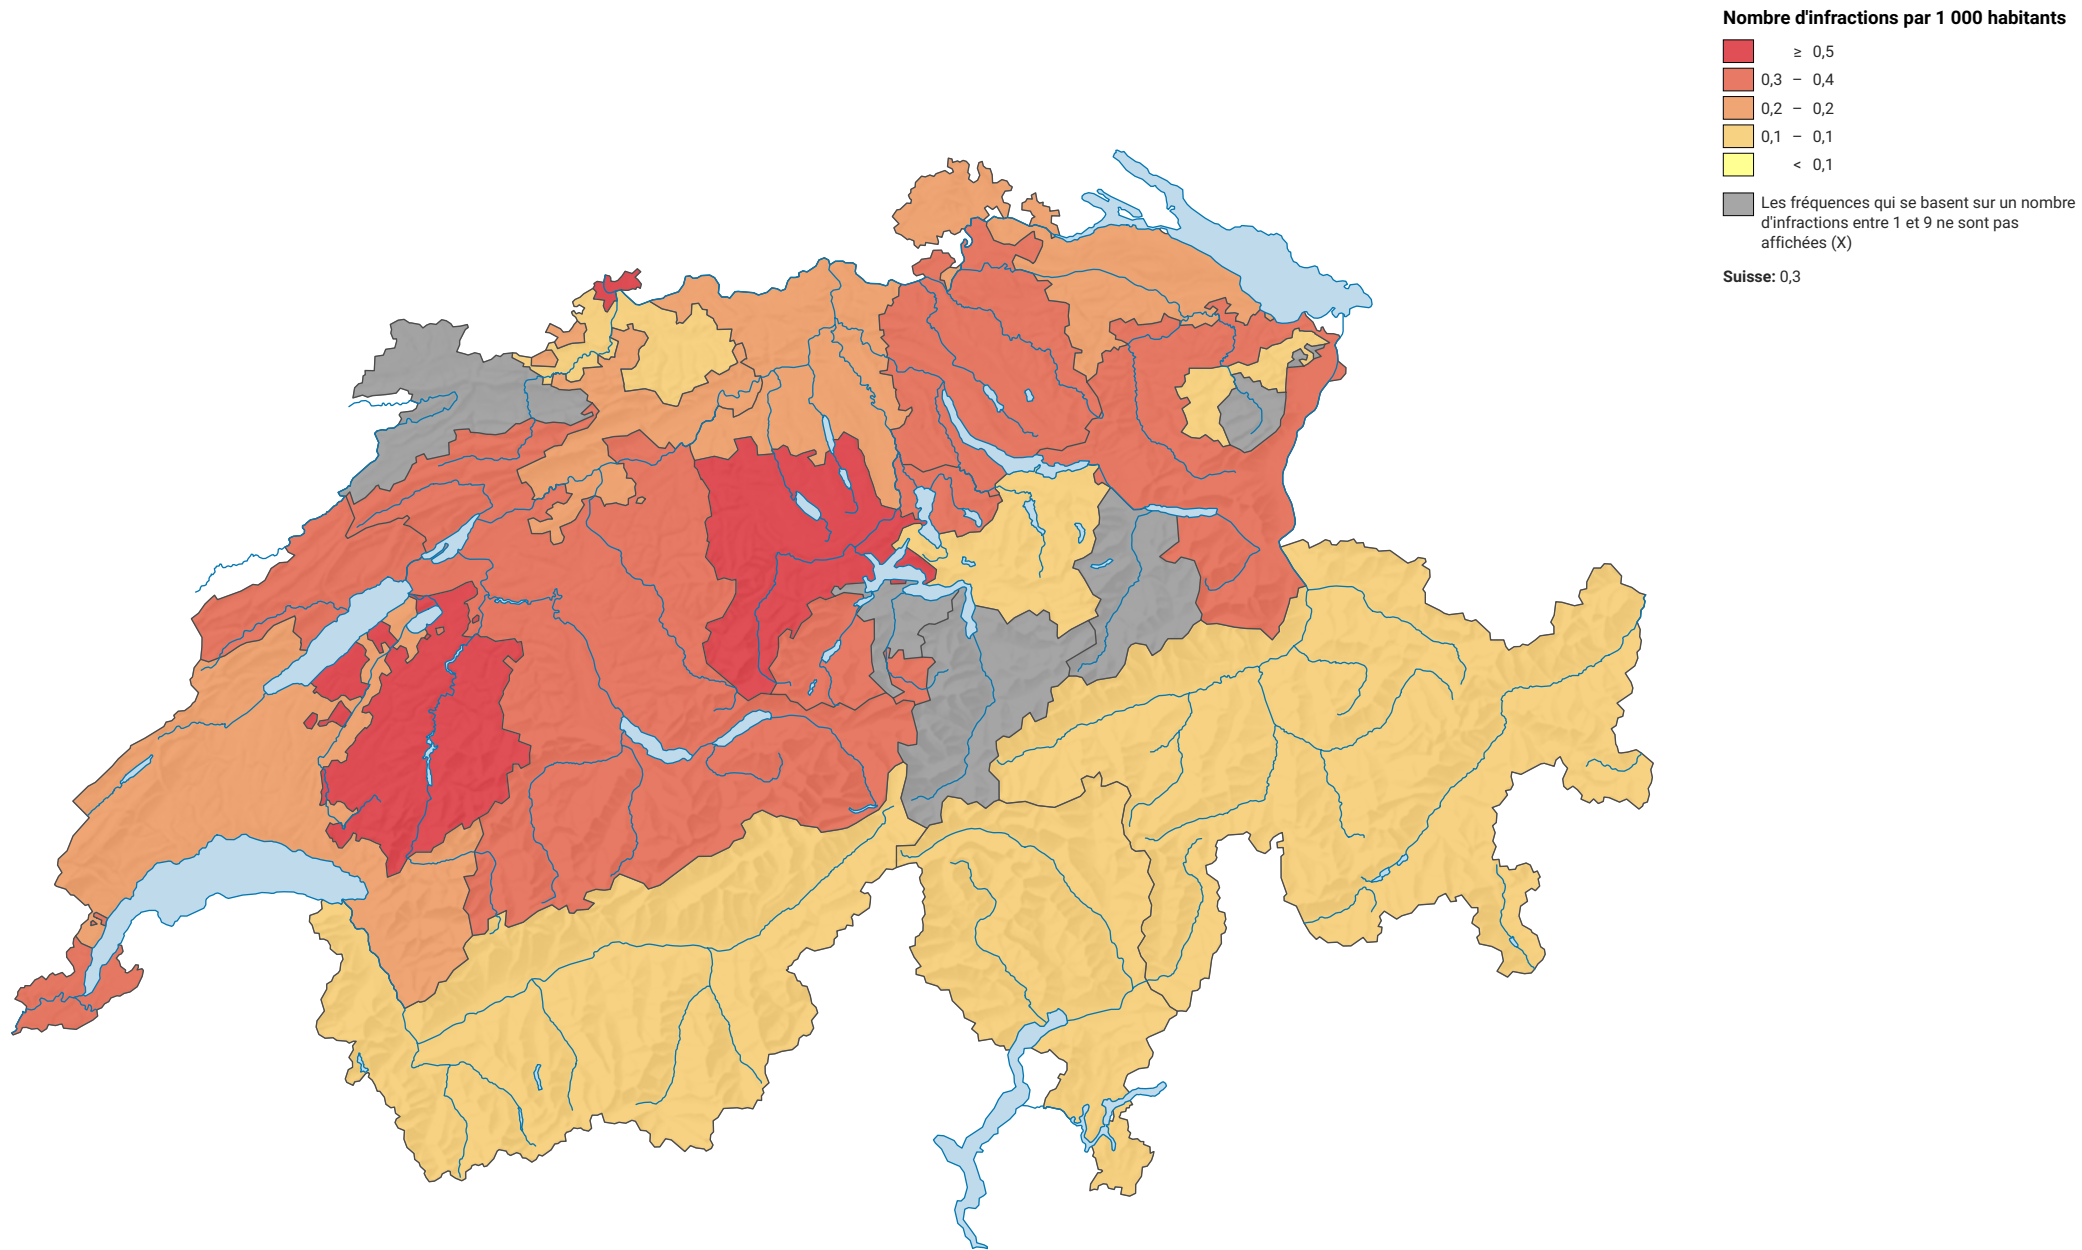 Nombre d'infractions par 1 000 habitants
≥ 0,5
0,3 – 0,4
0,2 – 0,2
0,1 – 0,1
< 0,1
Les fréquences qui se basent sur un nombre
d'infractions entre 1 et 9 ne sont pas
affichées (X)
Suisse: 0,3